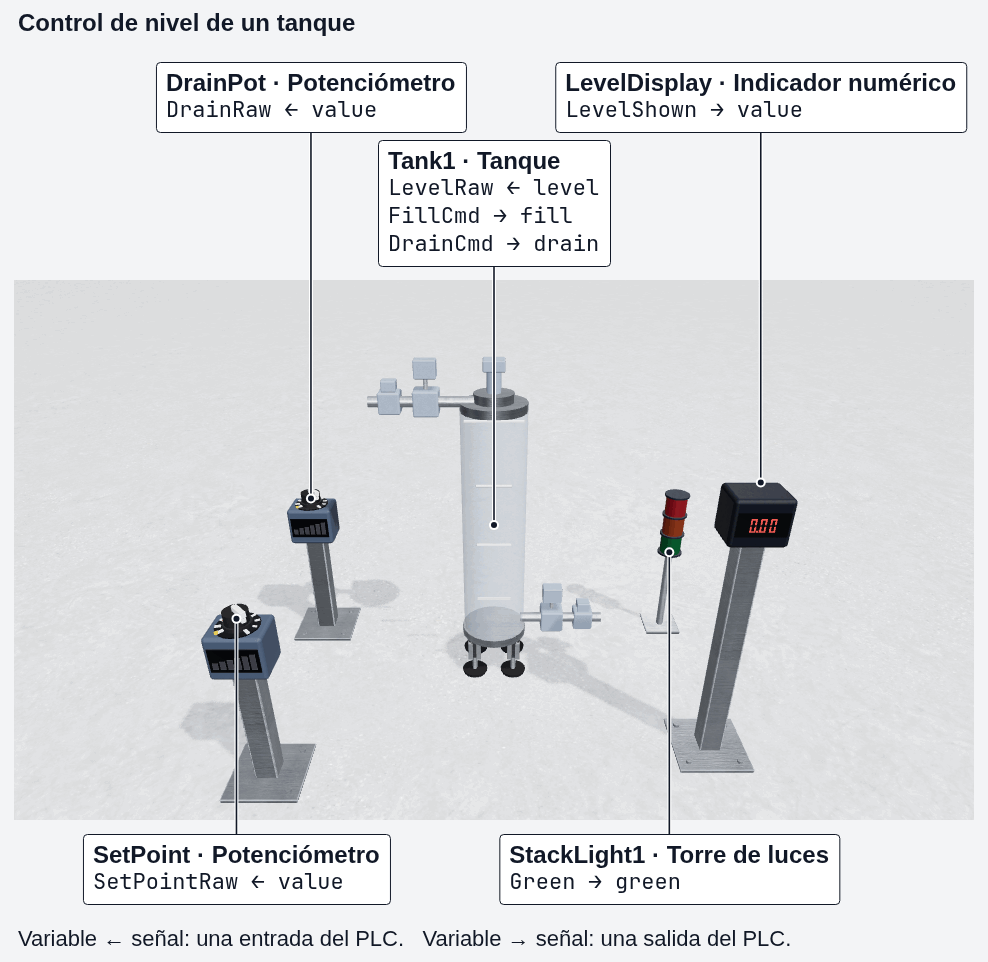 Control de nivel de un tanque
DrainPot · Potenciómetro
DrainRaw ← value
LevelDisplay · Indicador numérico
LevelShown → value
Tank1 · Tanque
LevelRaw ← level
FillCmd → fill
DrainCmd → drain
0.00
SetPoint · Potenciómetro
SetPointRaw ← value
StackLight1 · Torre de luces
Green → green
Variable ← señal: una entrada del PLC. Variable → señal: una salida del PLC.